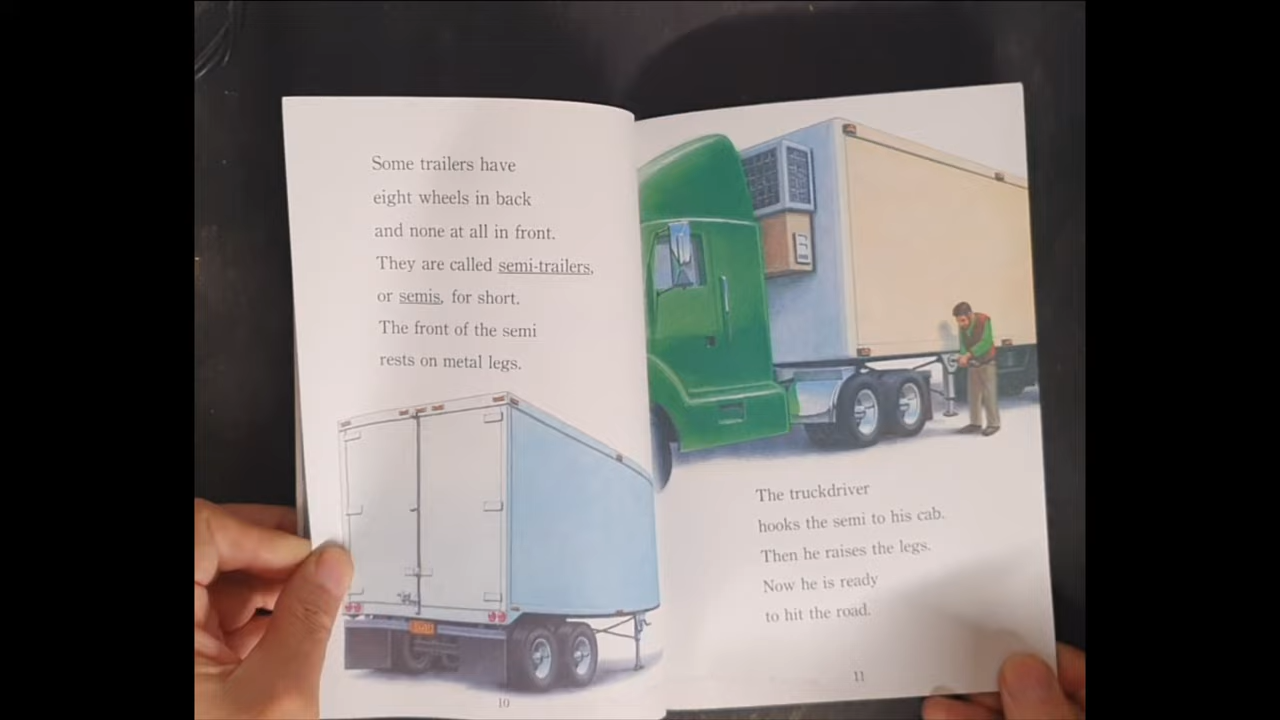 Some trailers have
eight wheels in back
and none at all in front.
They are called semi-trailers,
or semis, for short.
The front of the semi
rests on metal legs.
10
The truckdriver
hooks the semi to his cab.
Then he raises the legs.
Now he is ready
to hit the road.
11